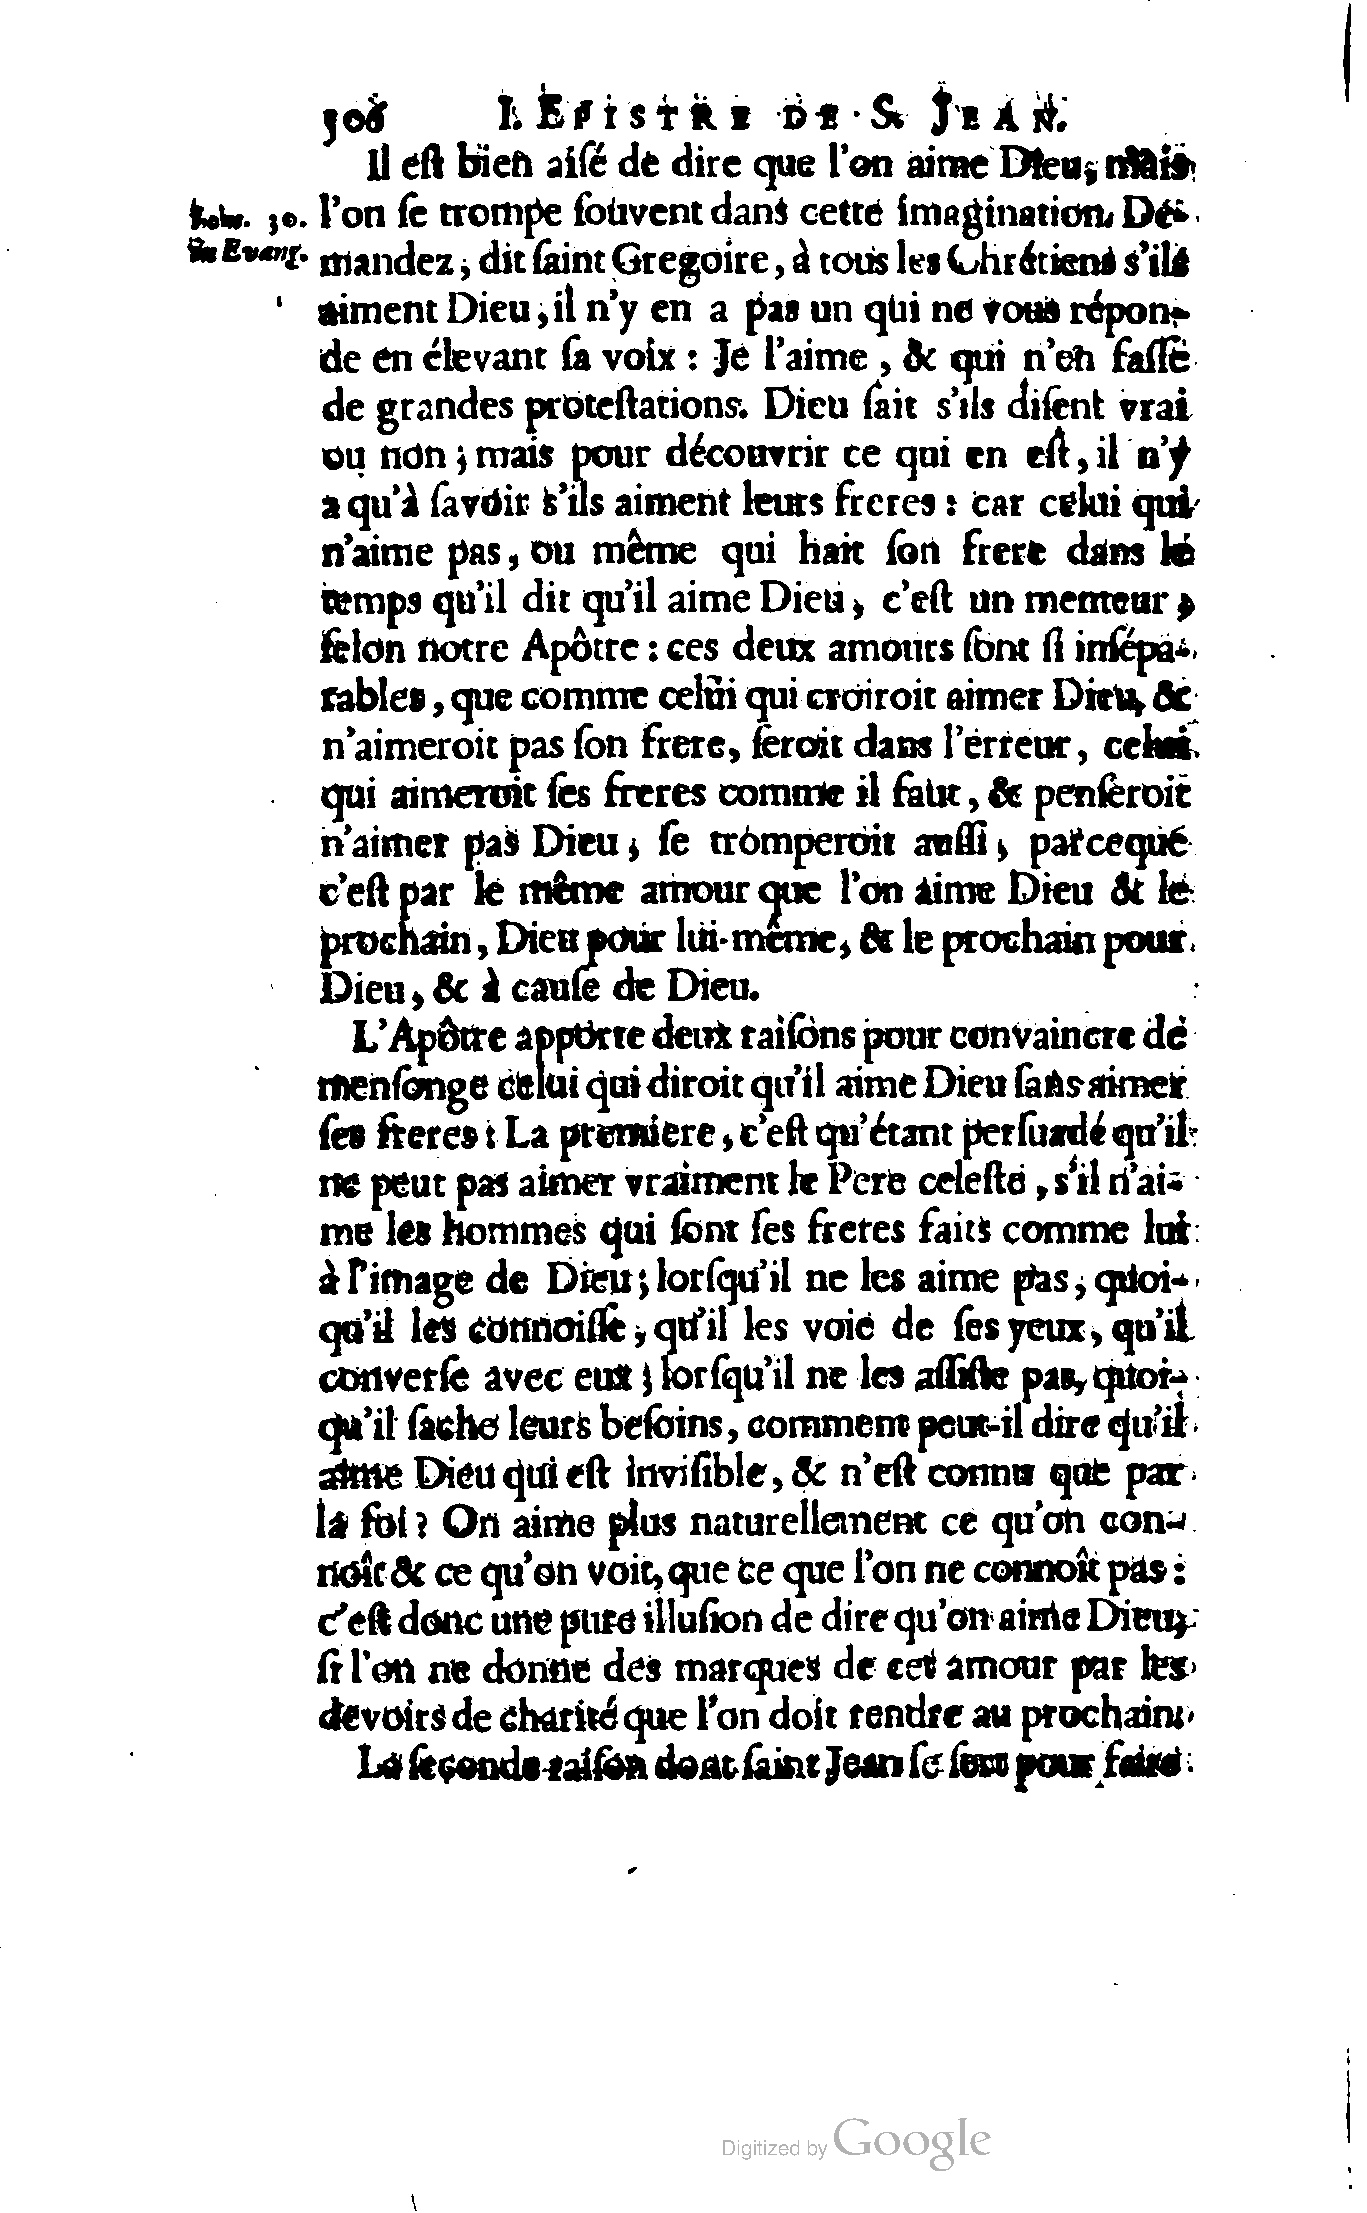 306 I. EPISTRE DE S. JEAN.
Il eſt bien aiſé de dire que l'on aime Dieu, mais
l'on ſe trompe ſouvent dans cette imagination. De-
30.
in Evang.
mandez, dit ſaint Gregoire, à tous les Chrétiens s'ils
aiment Dieu, il n'y en a pas un qui ne vous répon-
de en élevant ſa voix : Je l'aime, & qui n'en faſſe
de grandes proteſtations. Dieu ſait s'ils diſent vrai
ou non ; mais pour découvrir ce qui en eſt, il n'y
a qu'à ſavoir s'ils aiment leurs freres : car celui qui
n'aime pas, ou même qui hait ſon frere dans le
temps qu'il dit qu'il aime Dieu, c'eſt un menteur,
ſelon notre Apôtre : ces deux amours ſont ſi inſépa-
rables, que comme celui qui croiroit aimer Dieu, &
n'aimeroit pas ſon frere, ſeroit dans l'erreur, celui
qui aimeroit ſes freres comme il faut, & penſeroit
n'aimer pas Dieu, ſe tromperoit auſſi, parceque
c'eſt par le même amour que l'on aime Dieu & le
prochain, Dieu pour lui-même, & le prochain pour
Dieu, & à cauſe de Dieu.
L'Apôtre apporte deux raiſons pour convaincre de
menſonge celui qui diroit qu'il aime Dieu ſans aimer
ſes freres : La premiere, c'eſt qu'étant perſuadé qu'il
ne peut pas aimer vraiment le Pere celeſte, s'il n'ai-
me les hommes qui ſont ſes freres faits comme lui
à l'image de Dieu ; lorſqu'il ne les aime pas, quoi-
qu'il les connoiſſe, qu'il les voie de ſes yeux, qu'il
converſe avec eux ; lorſqu'il ne les aſſiſte pas, quoi-
qu'il ſache leurs beſoins, comment peut-il dire qu'il
aime Dieu qui eſt inviſible, & n'eſt connu que par
la foi ? On aime plus naturellement ce qu'on con-
noît & ce qu'on voit, que ce que l'on ne connoît pas :
c'eſt donc une pure illuſion de dire qu'on aime Dieu,
ſi l'on ne donne des marques de cet amour par les
devoirs de charité que l'on doit rendre au prochain.
La ſeconde raiſon dont ſaint Jean ſe ſert pour faire
Digitized by Google